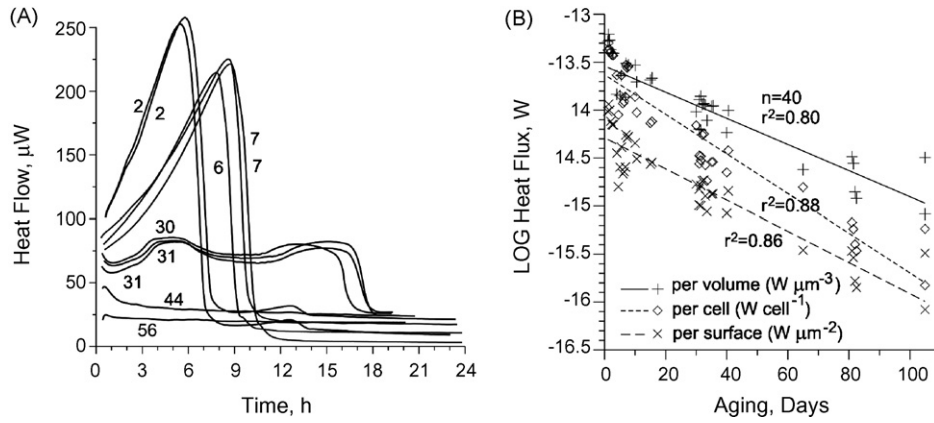 (A)
250
200
150
100
50
0
Heat Flow, µW
2
2
6
7
7
30
31
31
44
56
0 3 6 9 12 15 18 21 24
Time, h
(B)
-13
-13.5
14
-14.5
-15
-15.5
-16
-16.5
LOG Heat Flux, W
n=40
r²=0.80
r²=0.88
r²=0.86
per volume (W µm⁻³)
per cell (W cell⁻¹)
per surface (W µm⁻²)
0 20 40 60 80 100
Aging, Days